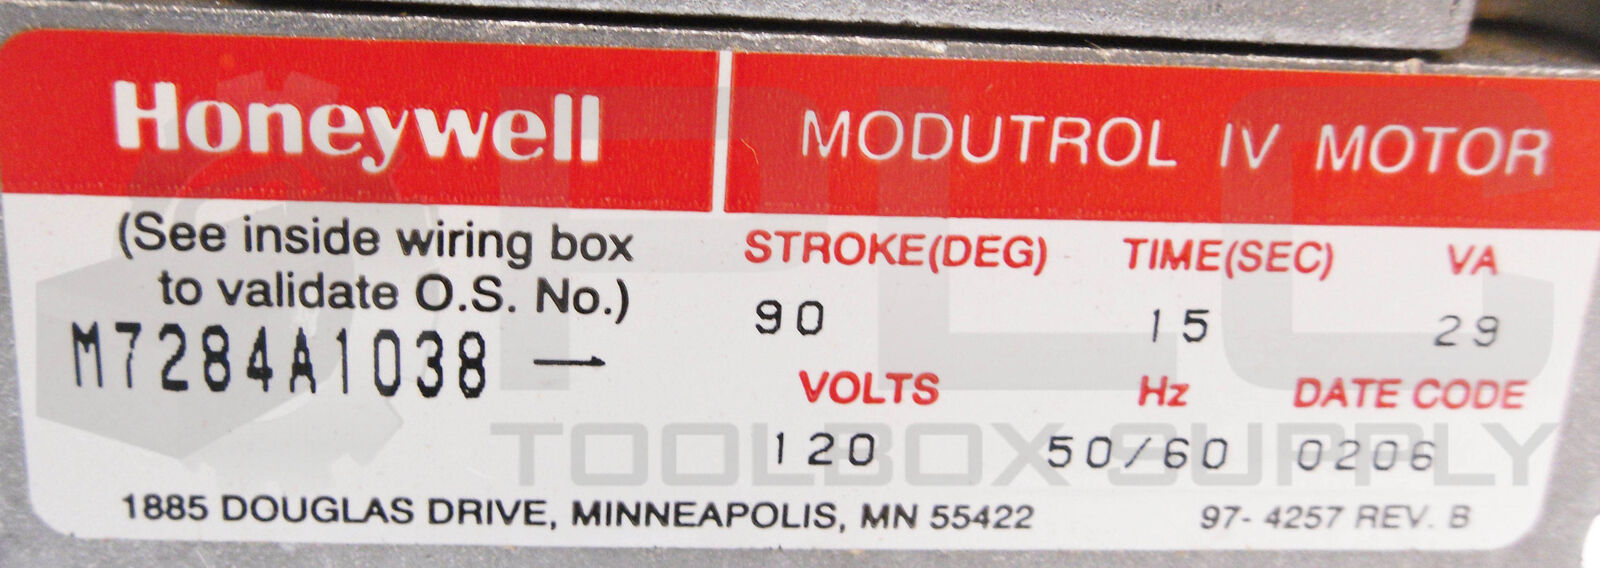 Honeywell
MODUTROL IV MOTOR
(See inside wiring box
to validate O.S. No.)
M7284A1038 →
STROKE(DEG) TIME(SEC) VA
90 15 29
VOLTS Hz DATE CODE
120 50/60 0206
1885 DOUGLAS DRIVE, MINNEAPOLIS, MN 55422
97-4257 REV. B
PLC
TOOLBOX SUPPLY